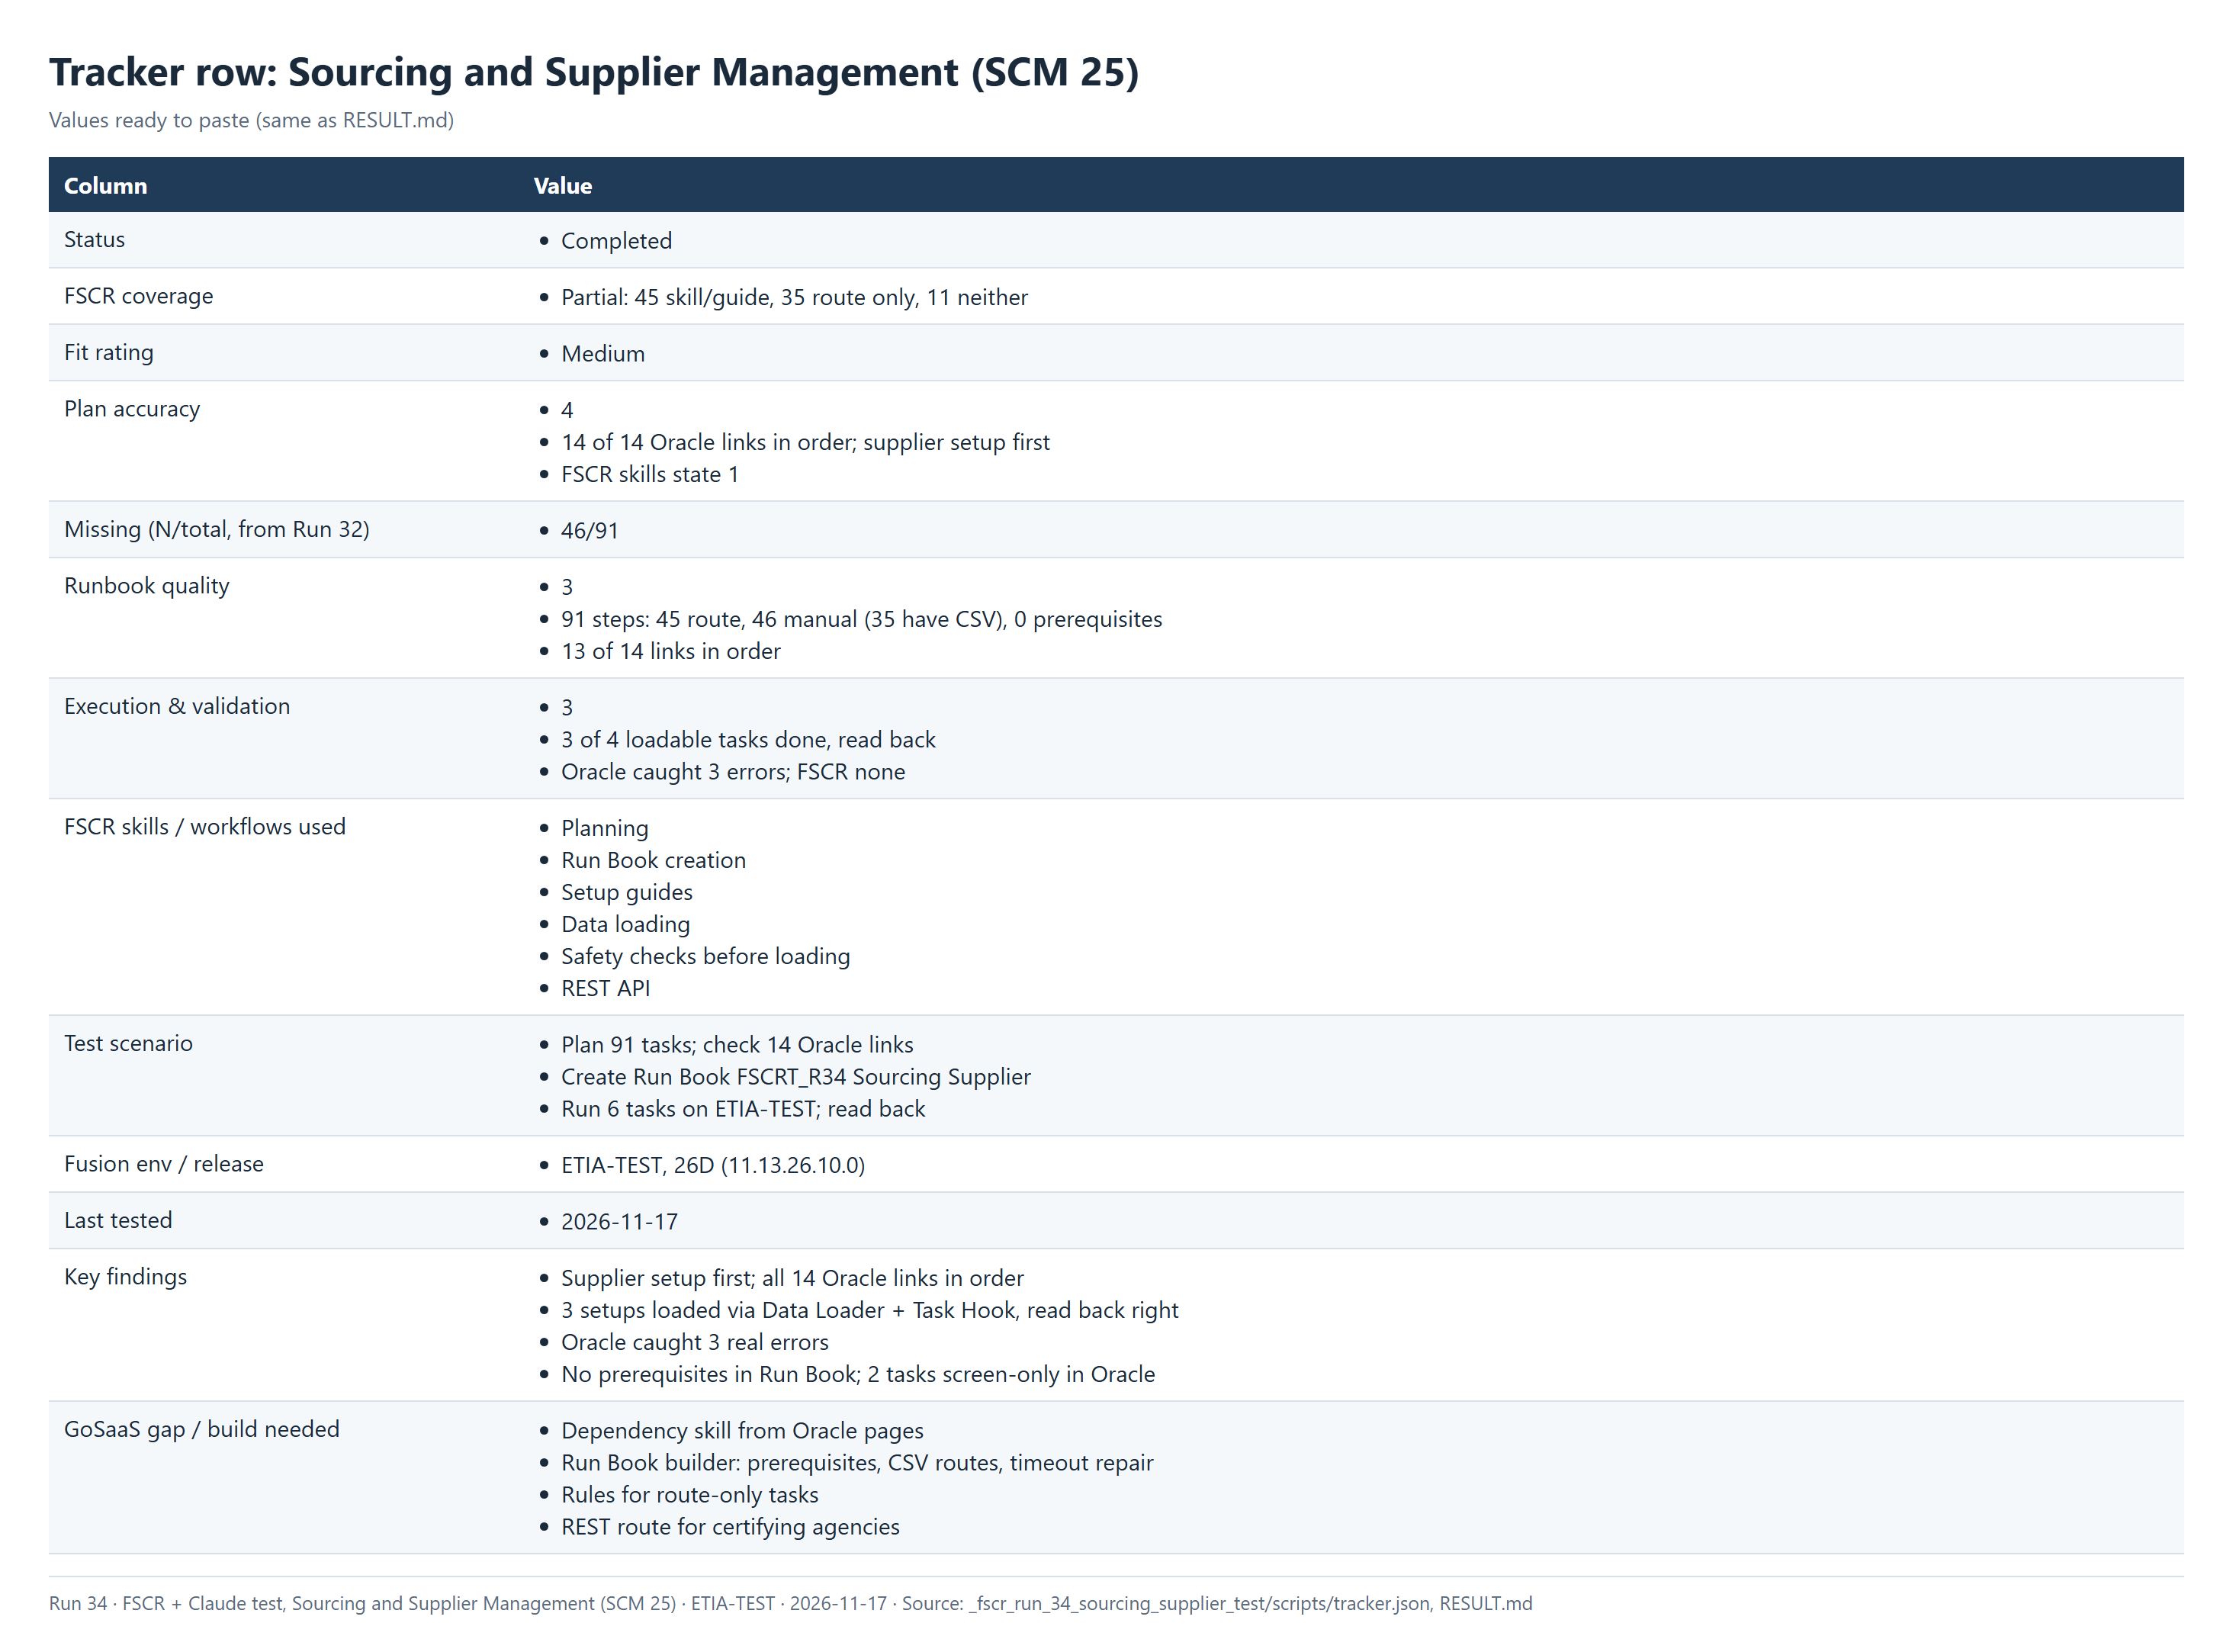 Tracker row: Sourcing and Supplier Management (SCM 25)
Values ready to paste (same as RESULT.md)
Column Value
Status • Completed
FSCR coverage • Partial: 45 skill/guide, 35 route only, 11 neither
Fit rating • Medium
Plan accuracy • 4
• 14 of 14 Oracle links in order; supplier setup first
• FSCR skills state 1
Missing (N/total, from Run 32) • 46/91
Runbook quality • 3
• 91 steps: 45 route, 46 manual (35 have CSV), 0 prerequisites
• 13 of 14 links in order
Execution & validation • 3
• 3 of 4 loadable tasks done, read back
• Oracle caught 3 errors; FSCR none
FSCR skills / workflows used • Planning
• Run Book creation
• Setup guides
• Data loading
• Safety checks before loading
• REST API
Test scenario • Plan 91 tasks; check 14 Oracle links
• Create Run Book FSCRT_R34 Sourcing Supplier
• Run 6 tasks on ETIA-TEST; read back
Fusion env / release • ETIA-TEST, 26D (11.13.26.10.0)
Last tested • 2026-11-17
Key findings • Supplier setup first; all 14 Oracle links in order
• 3 setups loaded via Data Loader + Task Hook, read back right
• Oracle caught 3 real errors
• No prerequisites in Run Book; 2 tasks screen-only in Oracle
GoSaaS gap / build needed • Dependency skill from Oracle pages
• Run Book builder: prerequisites, CSV routes, timeout repair
• Rules for route-only tasks
• REST route for certifying agencies
Run 34 · FSCR + Claude test, Sourcing and Supplier Management (SCM 25) · ETIA-TEST · 2026-11-17 · Source: _fscr_run_34_sourcing_supplier_test/scripts/tracker.json, RESULT.md